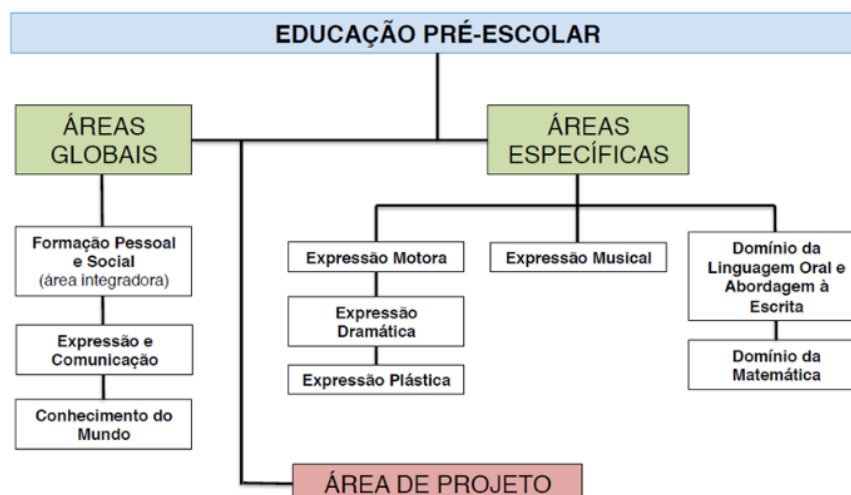 EDUCAÇÃO PRÉ-ESCOLAR
ÁREAS
GLOBAIS
ÁREAS
ESPECÍFICAS
Formação Pessoal
e Social
(área integradora)
Expressão e
Comunicação
Conhecimento do
Mundo
Expressão Motora
Expressão
Dramática
Expressão Plástica
Expressão Musical
Domínio da
Linguagem Oral e
Abordagem à
Escrita
Domínio da
Matemática
ÁREA DE PROJETO